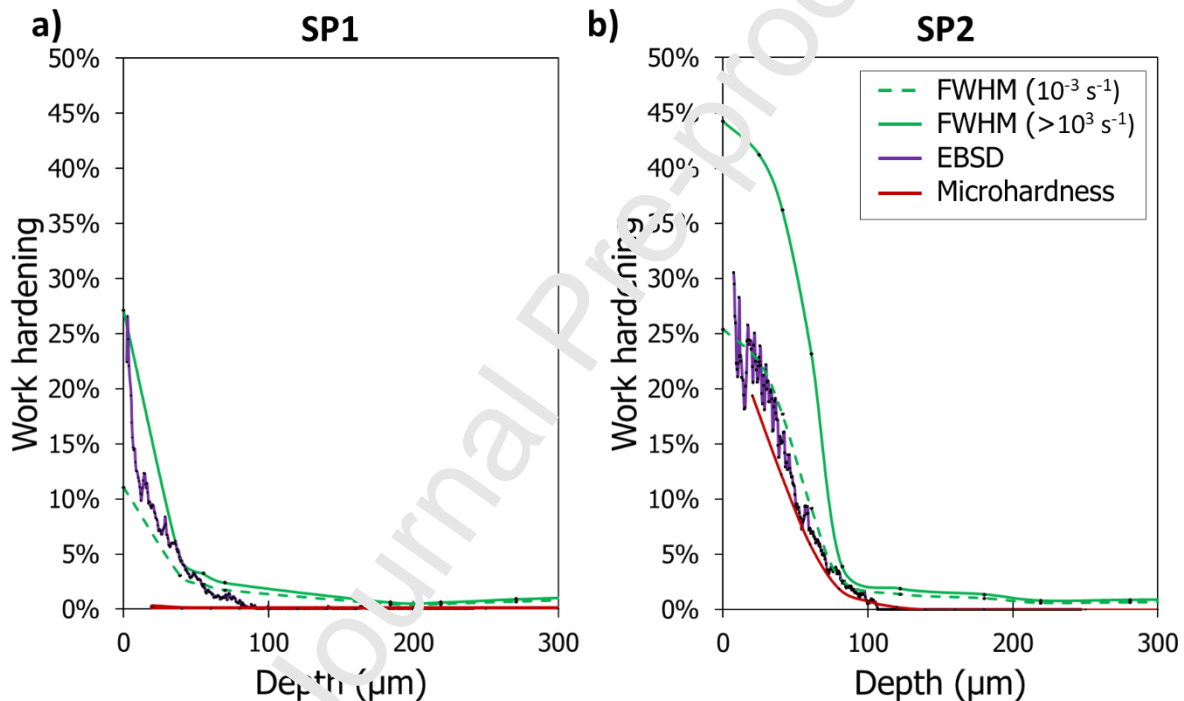 a)
SP1
50%
45%
40%
35%
30%
25%
20%
15%
10%
5%
0%
Work hardening
0
100
200
300
Depth (µm)
b)
SP2
50%
45%
40%
35%
30%
25%
20%
15%
10%
5%
0%
Work hardening
0
100
200
300
Depth (µm)
FWHM (10⁻³ s⁻¹)
FWHM (>10³ s⁻¹)
EBSD
Microhardness
Journal Pre-proo